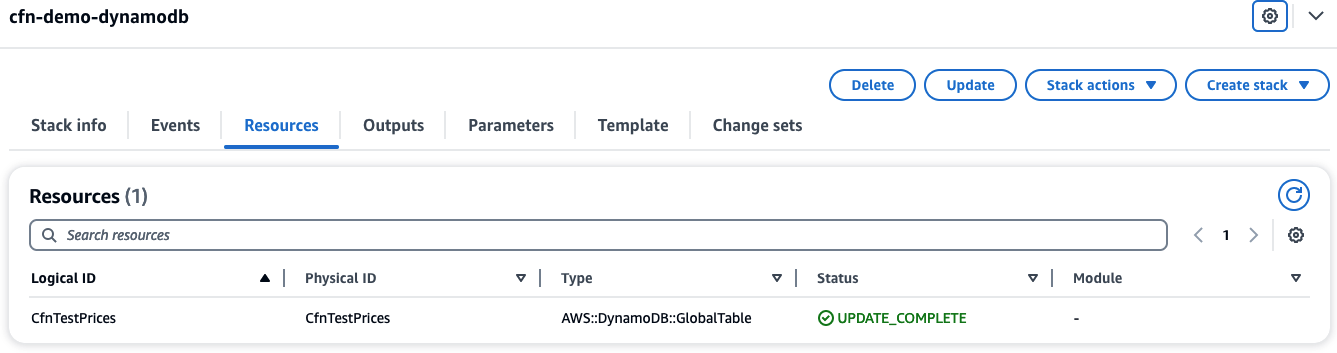 cfn-demo-dynamodb
Delete Update Stack actions Create stack
Stack info Events Resources Outputs Parameters Template Change sets
Resources (1)
Search resources 1
Logical ID Physical ID Type Status Module
CfnTestPrices CfnTestPrices AWS::DynamoDB::GlobalTable UPDATE_COMPLETE -